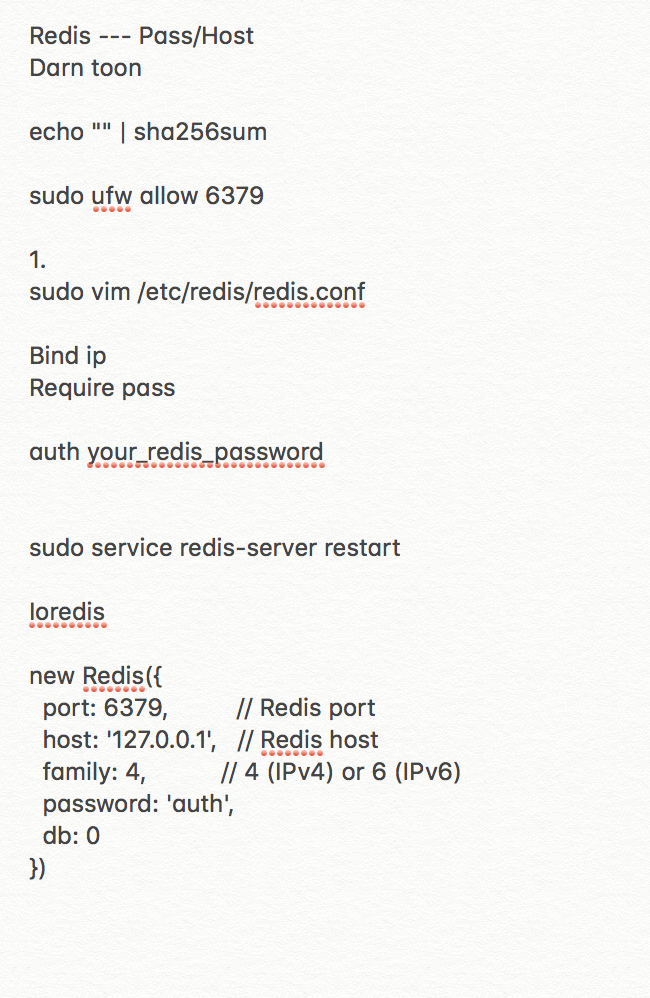 Redis --- Pass/Host
Darn toon
echo "" | sha256sum
sudo ufw allow 6379
1.
sudo vim /etc/redis/redis.conf
Bind ip
Require pass
auth your_redis_password
sudo service redis-server restart
Ioredis
new Redis({
  port: 6379,          // Redis port
  host: '127.0.0.1',   // Redis host
  family: 4,           // 4 (IPv4) or 6 (IPv6)
  password: 'auth',
  db: 0
})